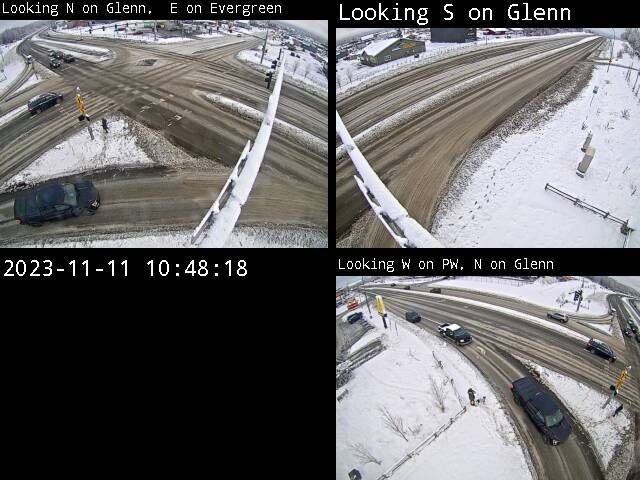 Looking N on Glenn,  E on Evergreen
Looking S on Glenn
2023-11-11 10:48:18
Looking W on PW, N on Glenn